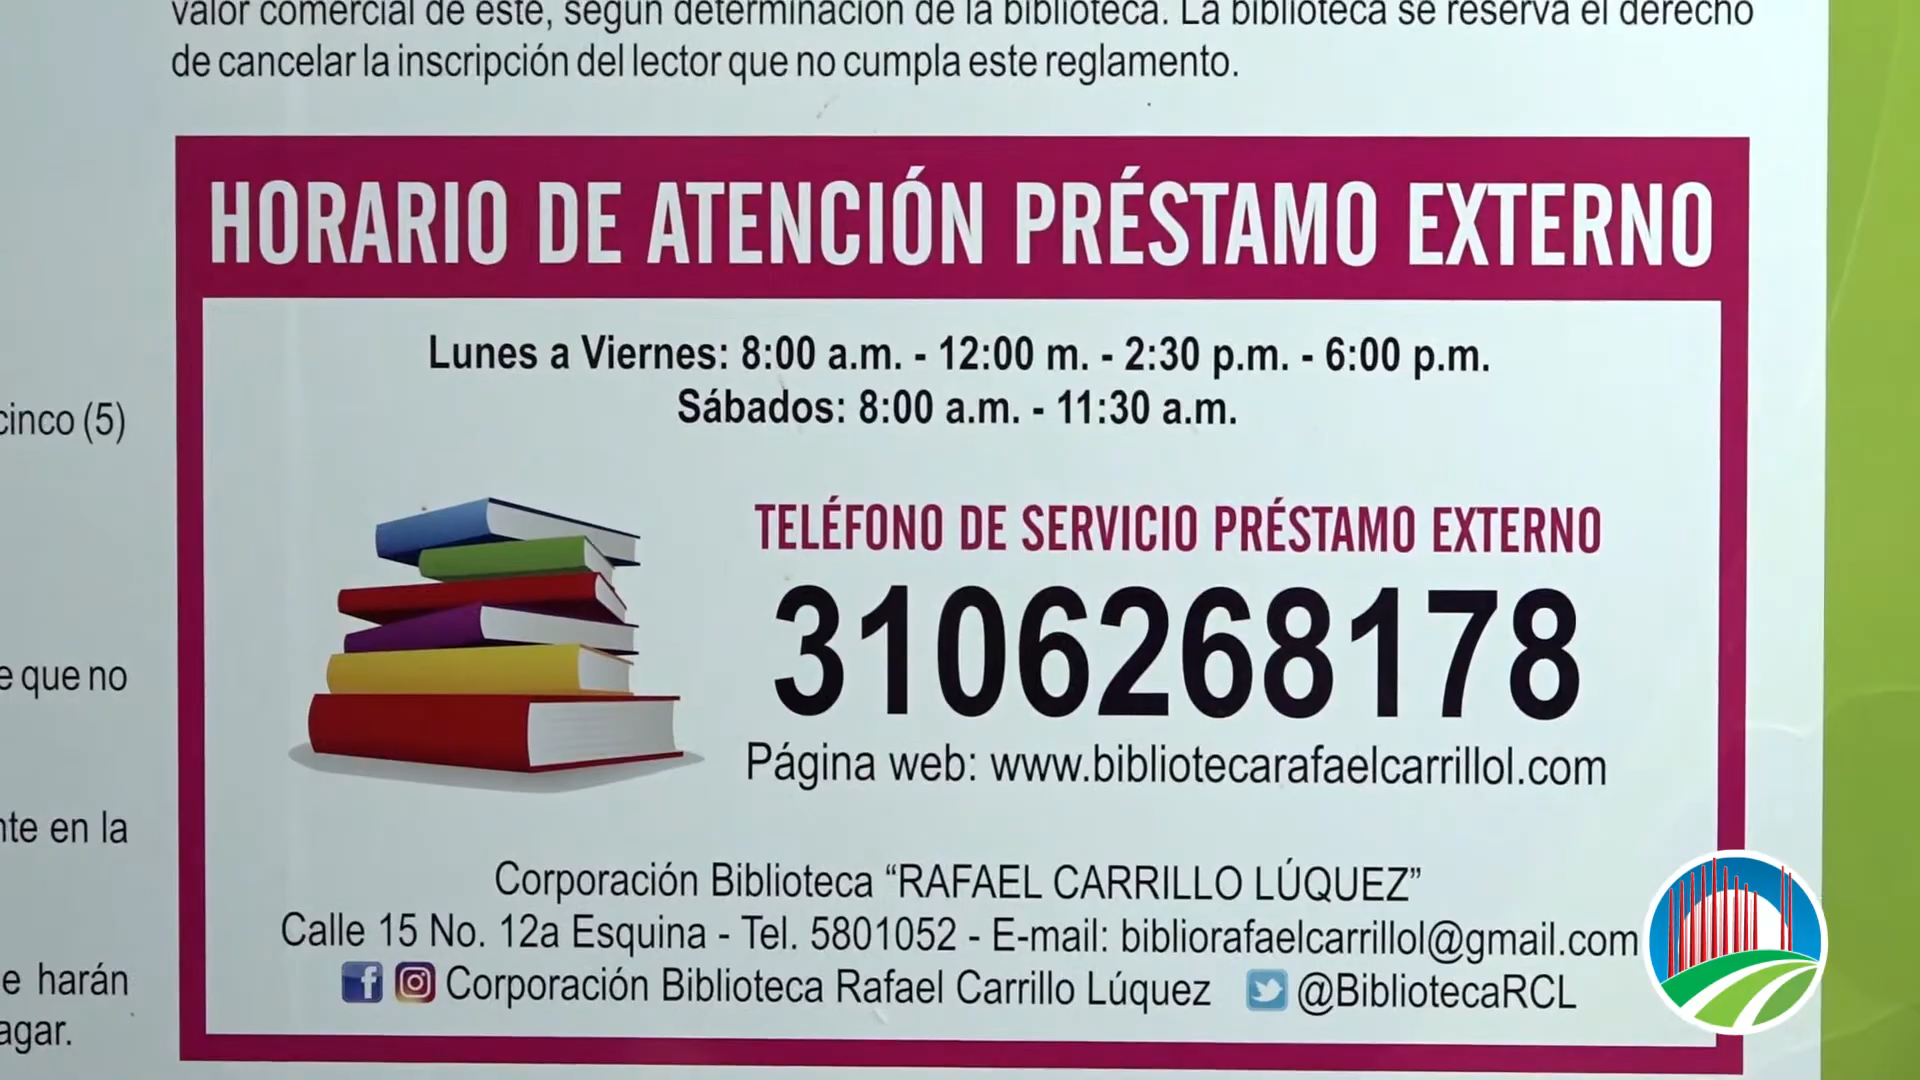 valor comercial de este, según determinación de la biblioteca. La biblioteca se reserva el derecho
de cancelar la inscripción del lector que no cumpla este reglamento.
HORARIO DE ATENCIÓN PRÉSTAMO EXTERNO
Lunes a Viernes: 8:00 a.m. - 12:00 m. - 2:30 p.m. - 6:00 p.m.
Sábados: 8:00 a.m. - 11:30 a.m.
TELÉFONO DE SERVICIO PRÉSTAMO EXTERNO
3106268178
Página web: www.bibliotecarafaelcarrillol.com
Corporación Biblioteca “RAFAEL CARRILLO LÚQUEZ”
Calle 15 No. 12a Esquina - Tel. 5801052 - E-mail: bibliorafaelcarrillol@gmail.com
Corporación Biblioteca Rafael Carrillo Lúquez @BibliotecaRCL
cinco (5)
que no
en la
harán